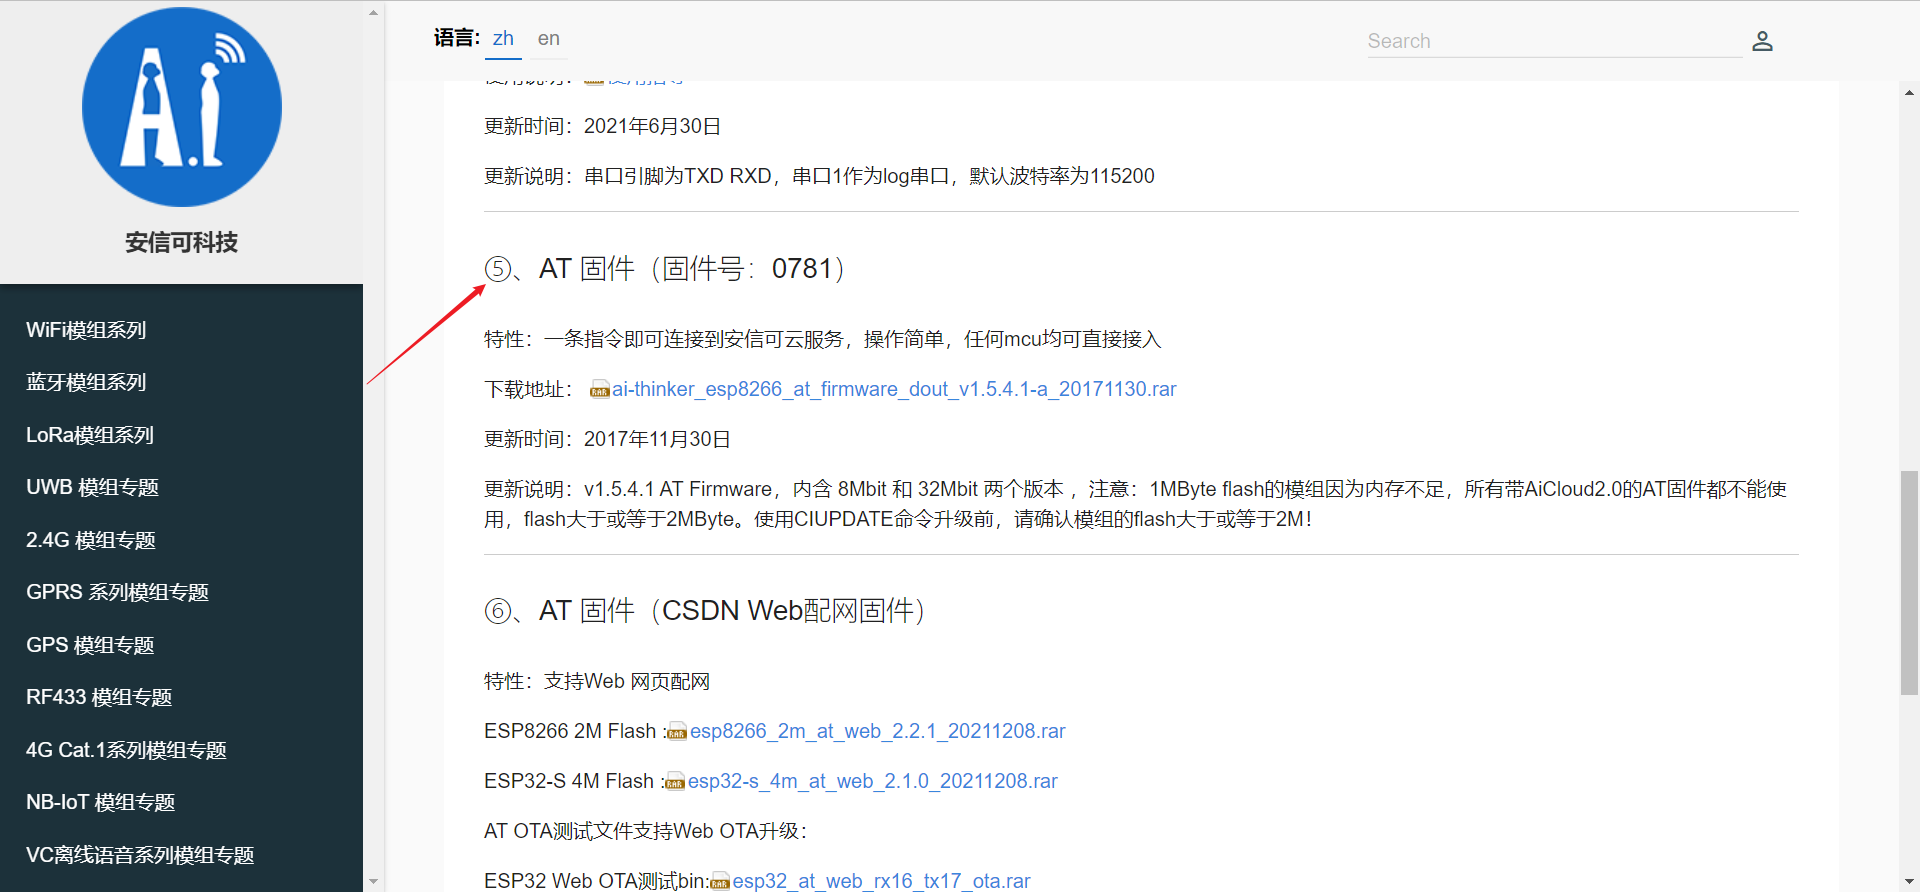 安信可科技
WiFi模组系列
蓝牙模组系列
LoRa模组系列
UWB 模组专题
2.4G 模组专题
GPRS 系列模组专题
GPS 模组专题
RF433 模组专题
4G Cat.1系列模组专题
NB-IoT 模组专题
VC离线语音系列模组专题
语言: zh en
Search
使用说明：使用指导
更新时间：2021年6月30日
更新说明：串口引脚为TXD RXD，串口1作为log串口，默认波特率为115200
⑤、AT 固件（固件号：0781）
特性：一条指令即可连接到安信可云服务，操作简单，任何mcu均可直接接入
下载地址： ai-thinker_esp8266_at_firmware_dout_v1.5.4.1-a_20171130.rar
更新时间：2017年11月30日
更新说明：v1.5.4.1 AT Firmware，内含 8Mbit 和 32Mbit 两个版本 ，注意：1MByte flash的模组因为内存不足，所有带AiCloud2.0的AT固件都不能使
用，flash大于或等于2MByte。使用CIUPDATE命令升级前，请确认模组的flash大于或等于2M！
⑥、AT 固件（CSDN Web配网固件）
特性：支持Web 网页配网
ESP8266 2M Flash :esp8266_2m_at_web_2.2.1_20211208.rar
ESP32-S 4M Flash :esp32-s_4m_at_web_2.1.0_20211208.rar
AT OTA测试文件支持Web OTA升级：
ESP32 Web OTA测试bin:esp32_at_web_rx16_tx17_ota.rar